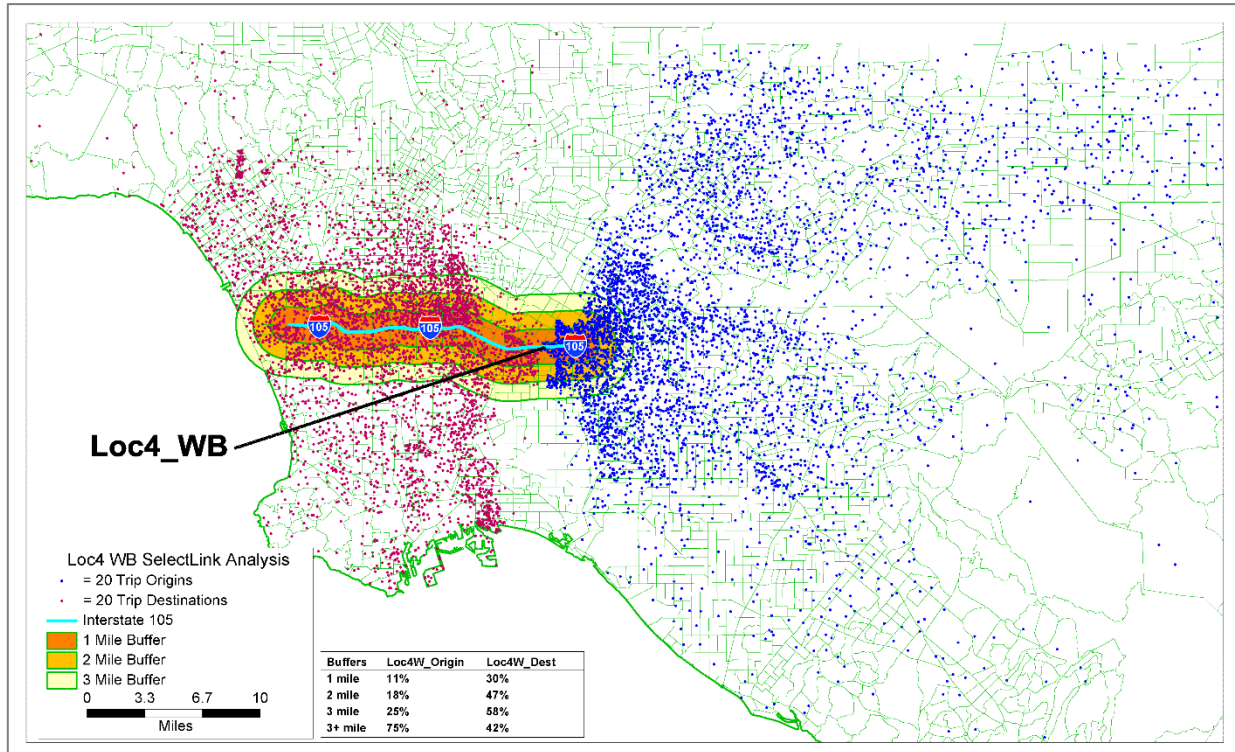 105
105
105
Loc4_WB
Loc4 WB SelectLink Analysis
= 20 Trip Origins
= 20 Trip Destinations
Interstate 105
1 Mile Buffer
2 Mile Buffer
3 Mile Buffer
0 3.3 6.7 10
Miles
Buffers Loc4W_Origin Loc4W_Dest
1 mile 11% 30%
2 mile 18% 47%
3 mile 25% 58%
3+ mile 75% 42%